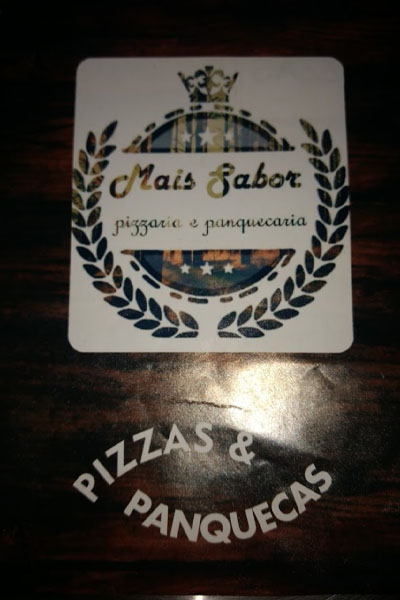 Mais Sabor
pizzaria e panquecaria
PIZZAS &
PANQUECAS